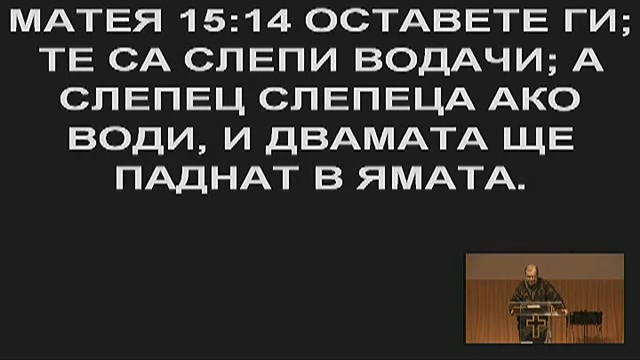 МАТЕЯ 15:14 ОСТАВЕТЕ ГИ;
ТЕ СА СЛЕПИ ВОДАЧИ; А
СЛЕПЕЦ СЛЕПЕЦА АКО
ВОДИ, И ДВАМАТА ЩЕ
ПАДНАТ В ЯМАТА.